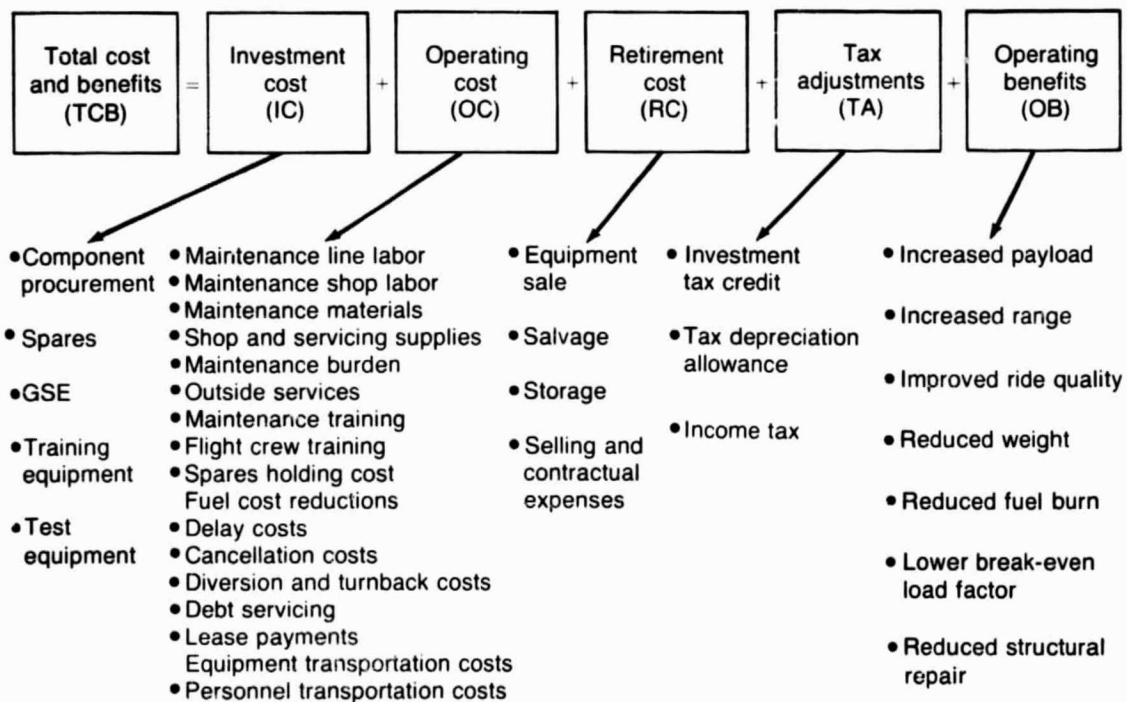 Total cost
and benefits
(TCB)
=
Investment
cost
(IC)
+
Operating
cost
(OC)
+
Retirement
cost
(RC)
+
Tax
adjustments
(TA)
+
Operating
benefits
(OB)
• Component
procurement
• Spares
• GSE
• Training
equipment
• Test
equipment
• Maintenance line labor
• Maintenance shop labor
• Maintenance materials
• Shop and servicing supplies
• Maintenance burden
• Outside services
• Maintenance training
• Flight crew training
• Spares holding cost
Fuel cost reductions
• Delay costs
• Cancellation costs
• Diversion and turnback costs
• Debt servicing
• Lease payments
Equipment transportation costs
• Personnel transportation costs
• Equipment
sale
• Salvage
• Storage
• Selling and
contractual
expenses
• Investment
tax credit
• Tax depreciation
allowance
• Income tax
• Increased payload
• Increased range
• Improved ride quality
• Reduced weight
• Reduced fuel burn
• Lower break-even
load factor
• Reduced structural
repair